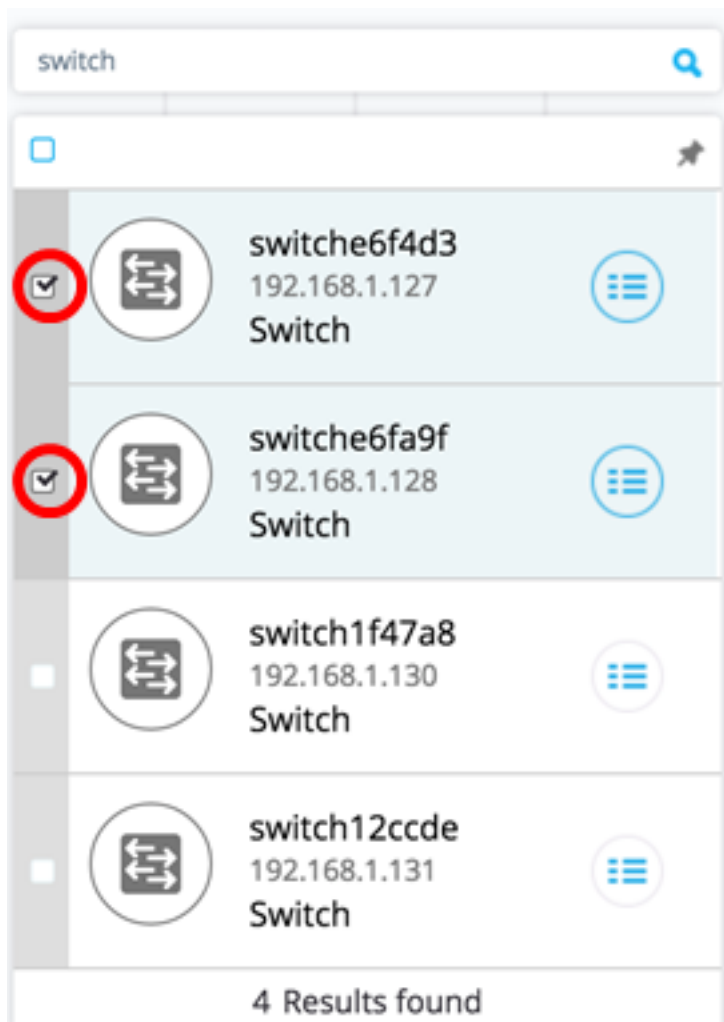 switch
switche6f4d3
192.168.1.127
Switch
switche6fa9f
192.168.1.128
Switch
switch1f47a8
192.168.1.130
Switch
switch12ccde
192.168.1.131
Switch
4 Results found